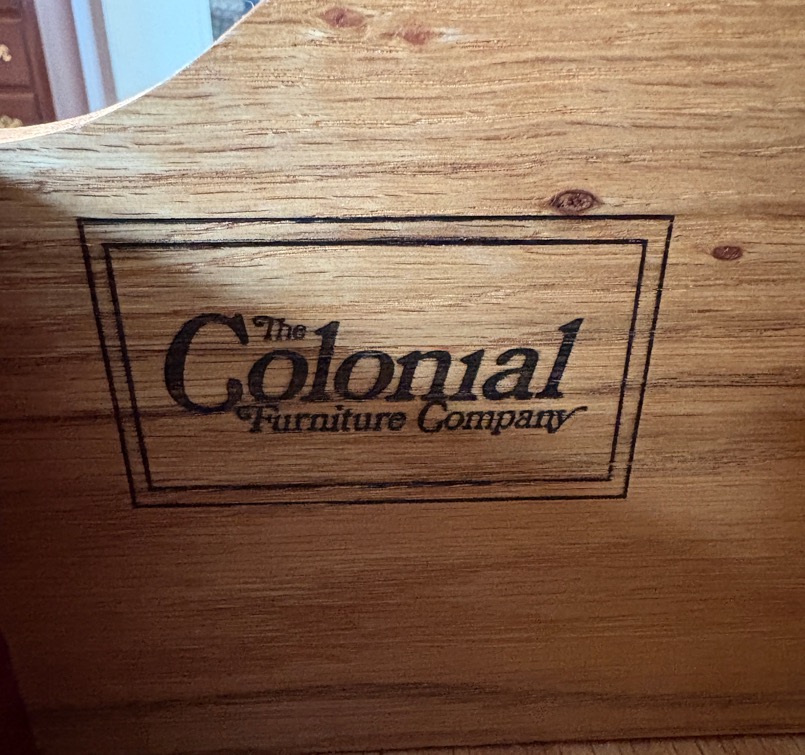 The
Colonial
Furniture Company